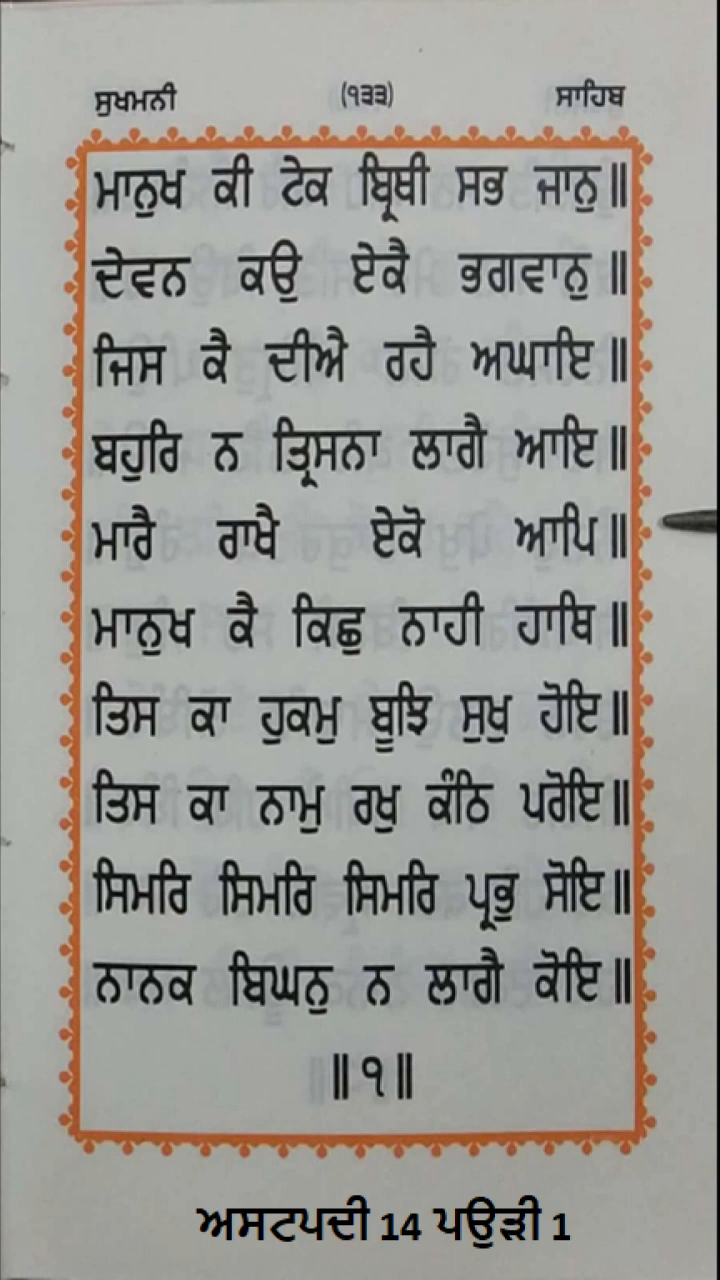 ਸੁਖਮਨੀ (੧੩੩) ਸਾਹਿਬ
ਮਾਨੁਖ ਕੀ ਟੇਕ ਬ੍ਰਿਥੀ ਸਭ ਜਾਨੁ॥
ਦੇਵਨ ਕਉ ਏਕੈ ਭਗਵਾਨੁ॥
ਜਿਸ ਕੈ ਦੀਐ ਰਹੈ ਅਘਾਇ॥
ਬਹੁਰਿ ਨ ਤ੍ਰਿਸਨਾ ਲਾਗੈ ਆਇ॥
ਮਾਰੈ ਰਾਖੈ ਏਕੋ ਆਪਿ॥
ਮਾਨੁਖ ਕੈ ਕਿਛੁ ਨਾਹੀ ਹਾਥਿ॥
ਤਿਸ ਕਾ ਹੁਕਮੁ ਬੂਝਿ ਸੁਖੁ ਹੋਇ॥
ਤਿਸ ਕਾ ਨਾਮੁ ਰਖੁ ਕੰਠਿ ਪਰੋਇ॥
ਸਿਮਰਿ ਸਿਮਰਿ ਸਿਮਰਿ ਪ੍ਰਭੁ ਸੋਇ॥
ਨਾਨਕ ਬਿਘਨੁ ਨ ਲਾਗੈ ਕੋਇ॥
॥੧॥
ਅਸਟਪਦੀ 14 ਪਉੜੀ 1